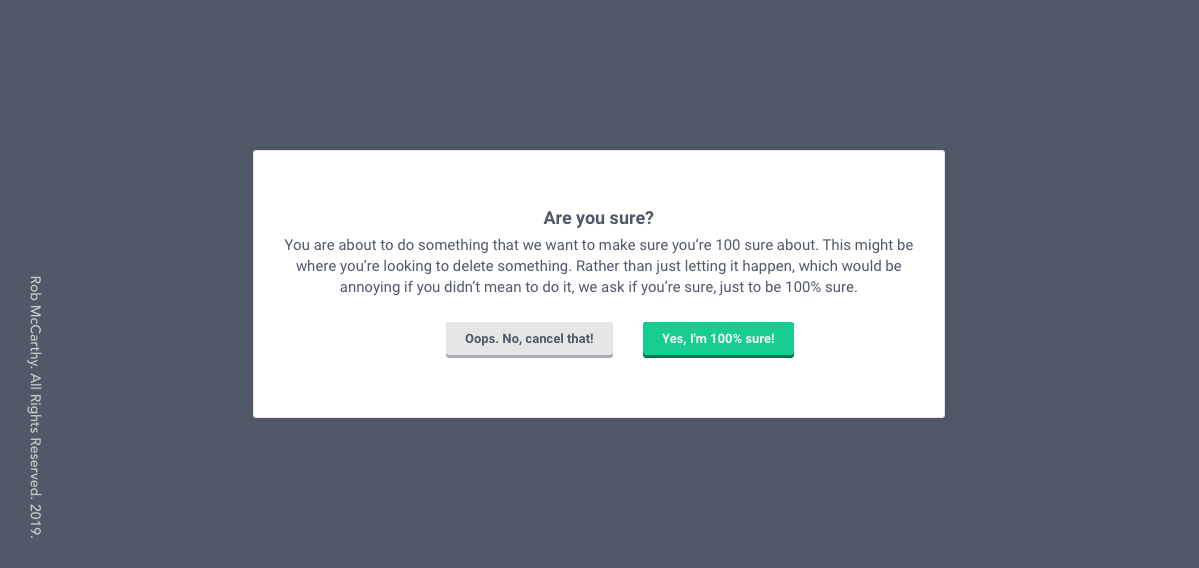 Are you sure?
You are about to do something that we want to make sure you’re 100 sure about. This might be
where you’re looking to delete something. Rather than just letting it happen, which would be
annoying if you didn’t mean to do it, we ask if you’re sure, just to be 100% sure.
Oops. No, cancel that!
Yes, I'm 100% sure!
Rob McCarthy. All Rights Reserved. 2019.